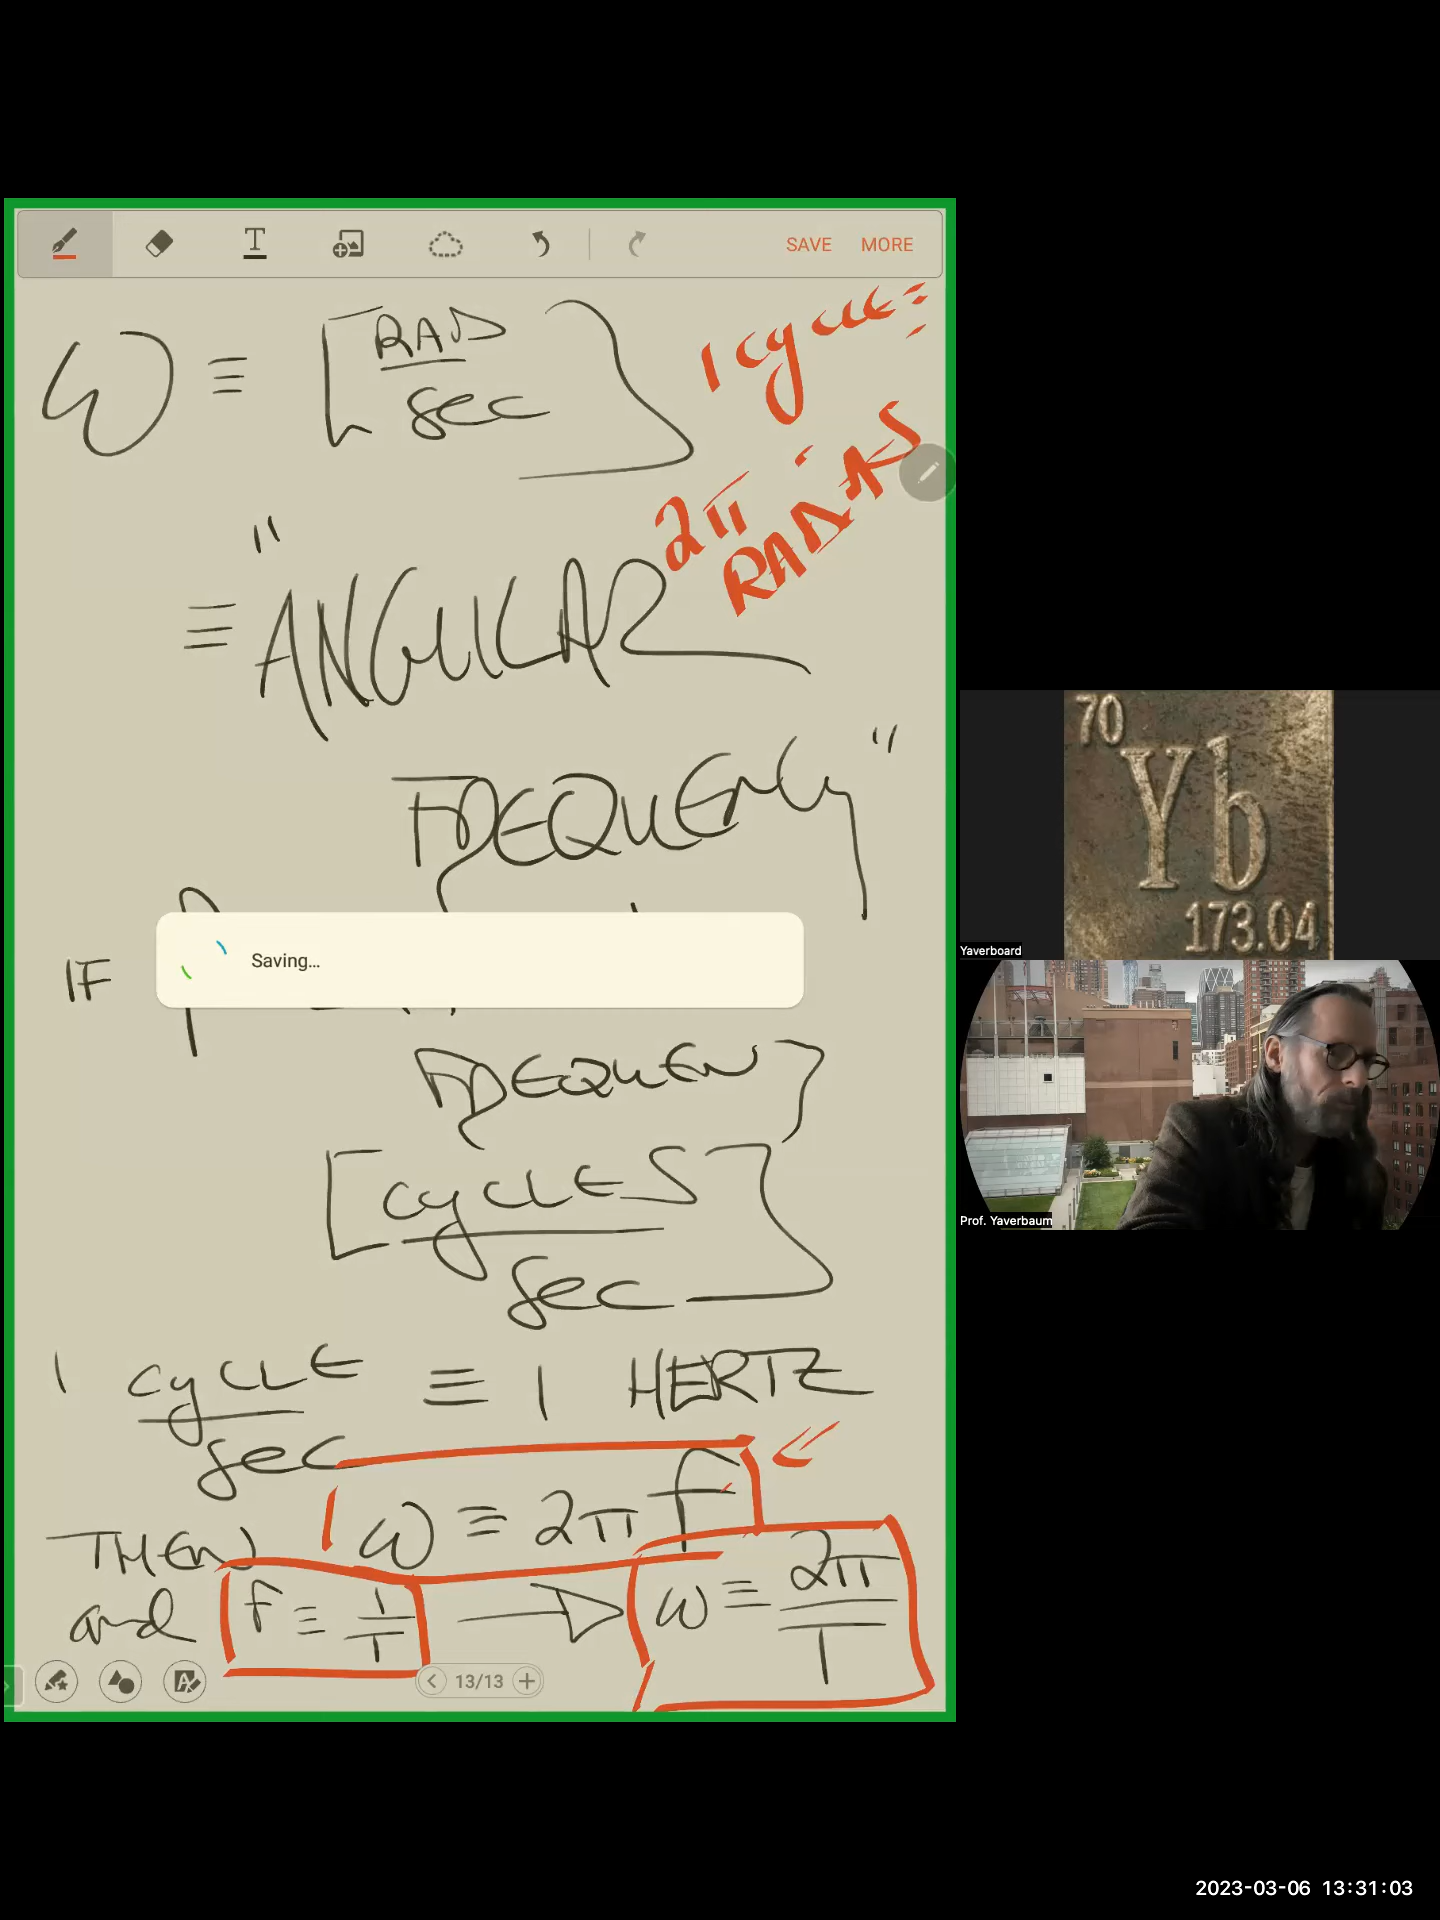 SAVE MORE
ω ≡ [RAD
sec]
1 cycle =
2π
RADIANS
≡ "ANGULAR
FREQUENCY"
IF
Saving...
FREQUENCY
[cycles
sec]
1 cycle ≡ 1 HERTZ
sec
THEN ω ≡ 2π f
and f ≡ 1
T
ω ≡ 2π
T
13/13
70
Yb
173.04
Yaverboard
Prof. Yaverbaum
2023-03-06 13:31:03